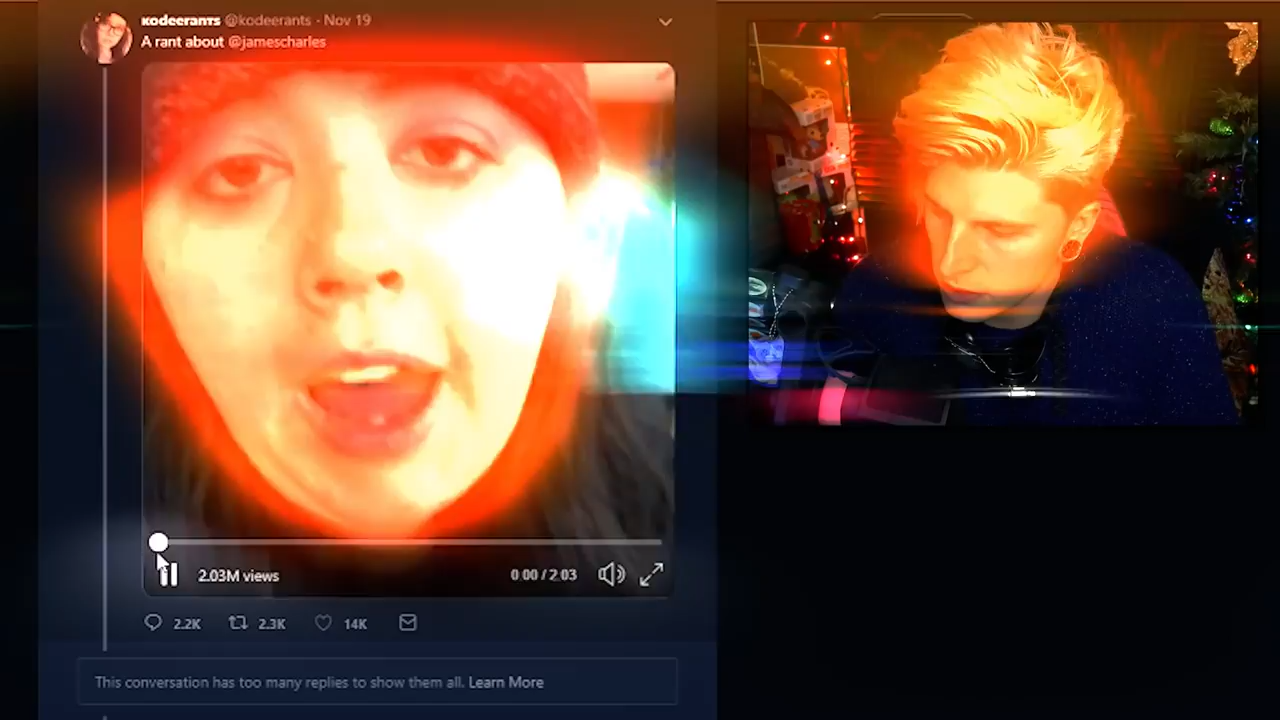 Kodeerants @kodeerants · Nov 19
A rant about @jamescharles
2.03M views
0:00 / 2:03
2.2K
2.3K
14K
This conversation has too many replies to show them all. Learn More